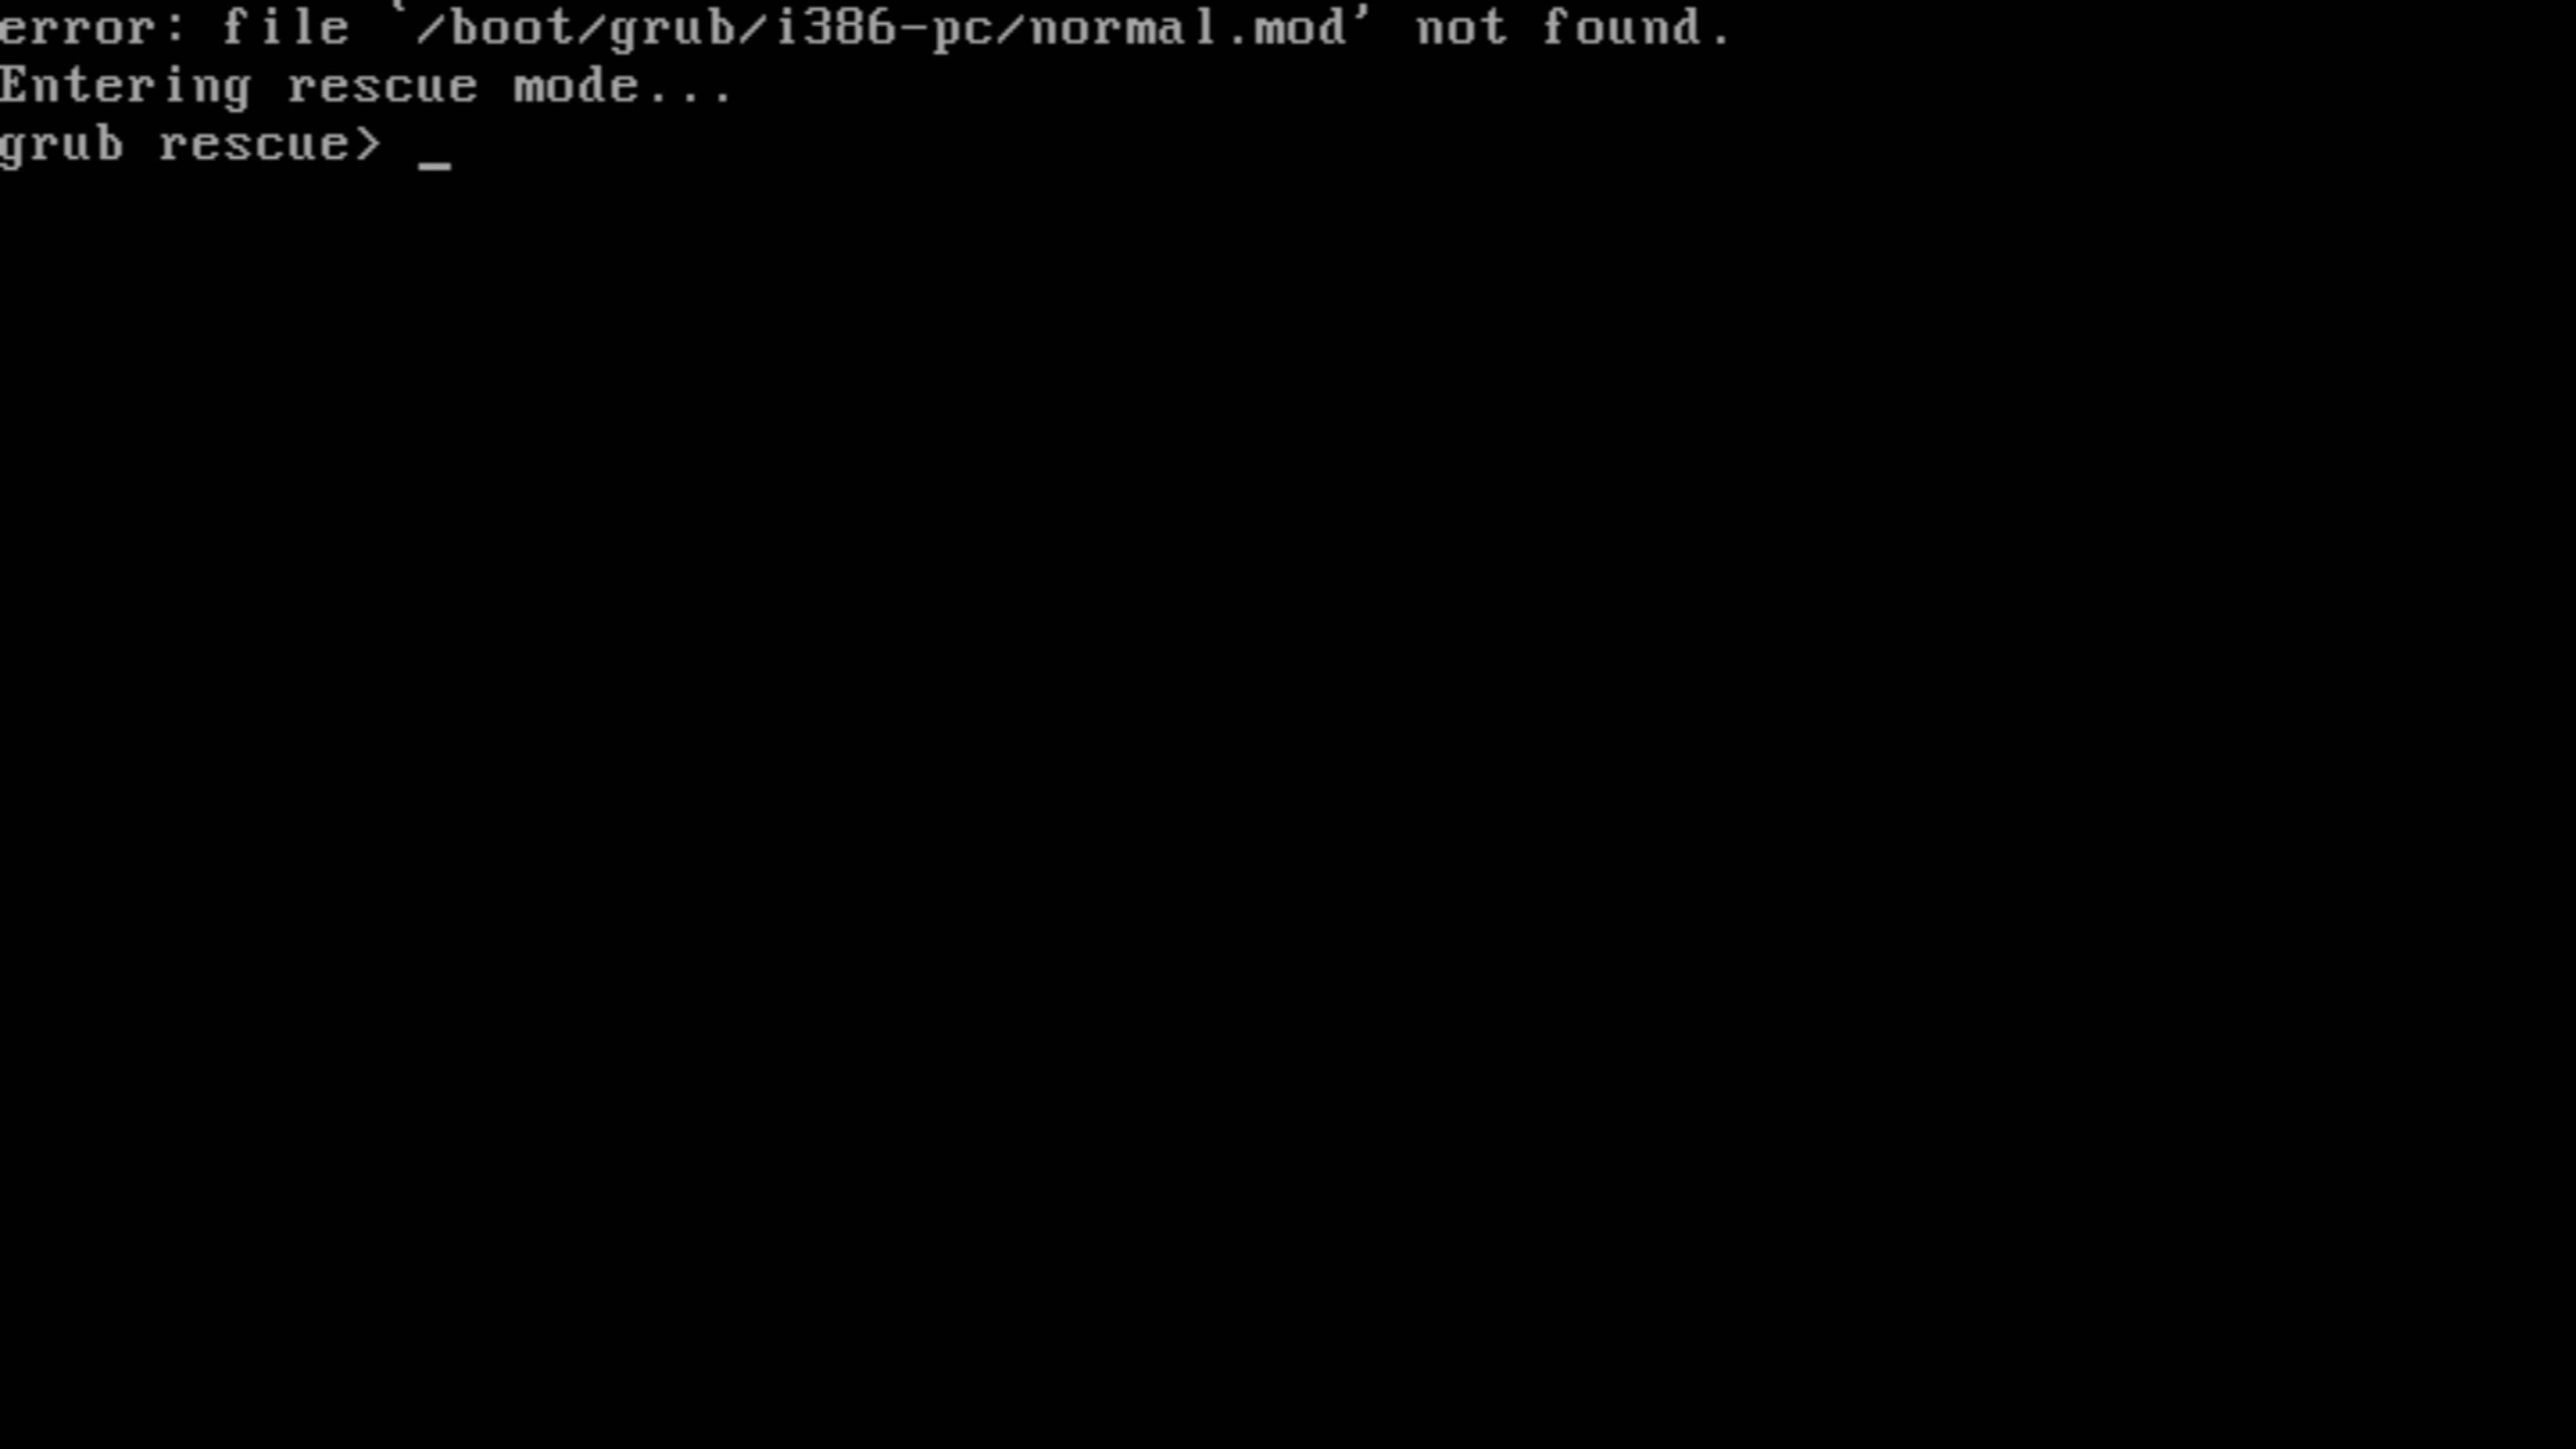 error: file `/boot/grub/i386-pc/normal.mod' not found.
Entering rescue mode...
grub rescue> _